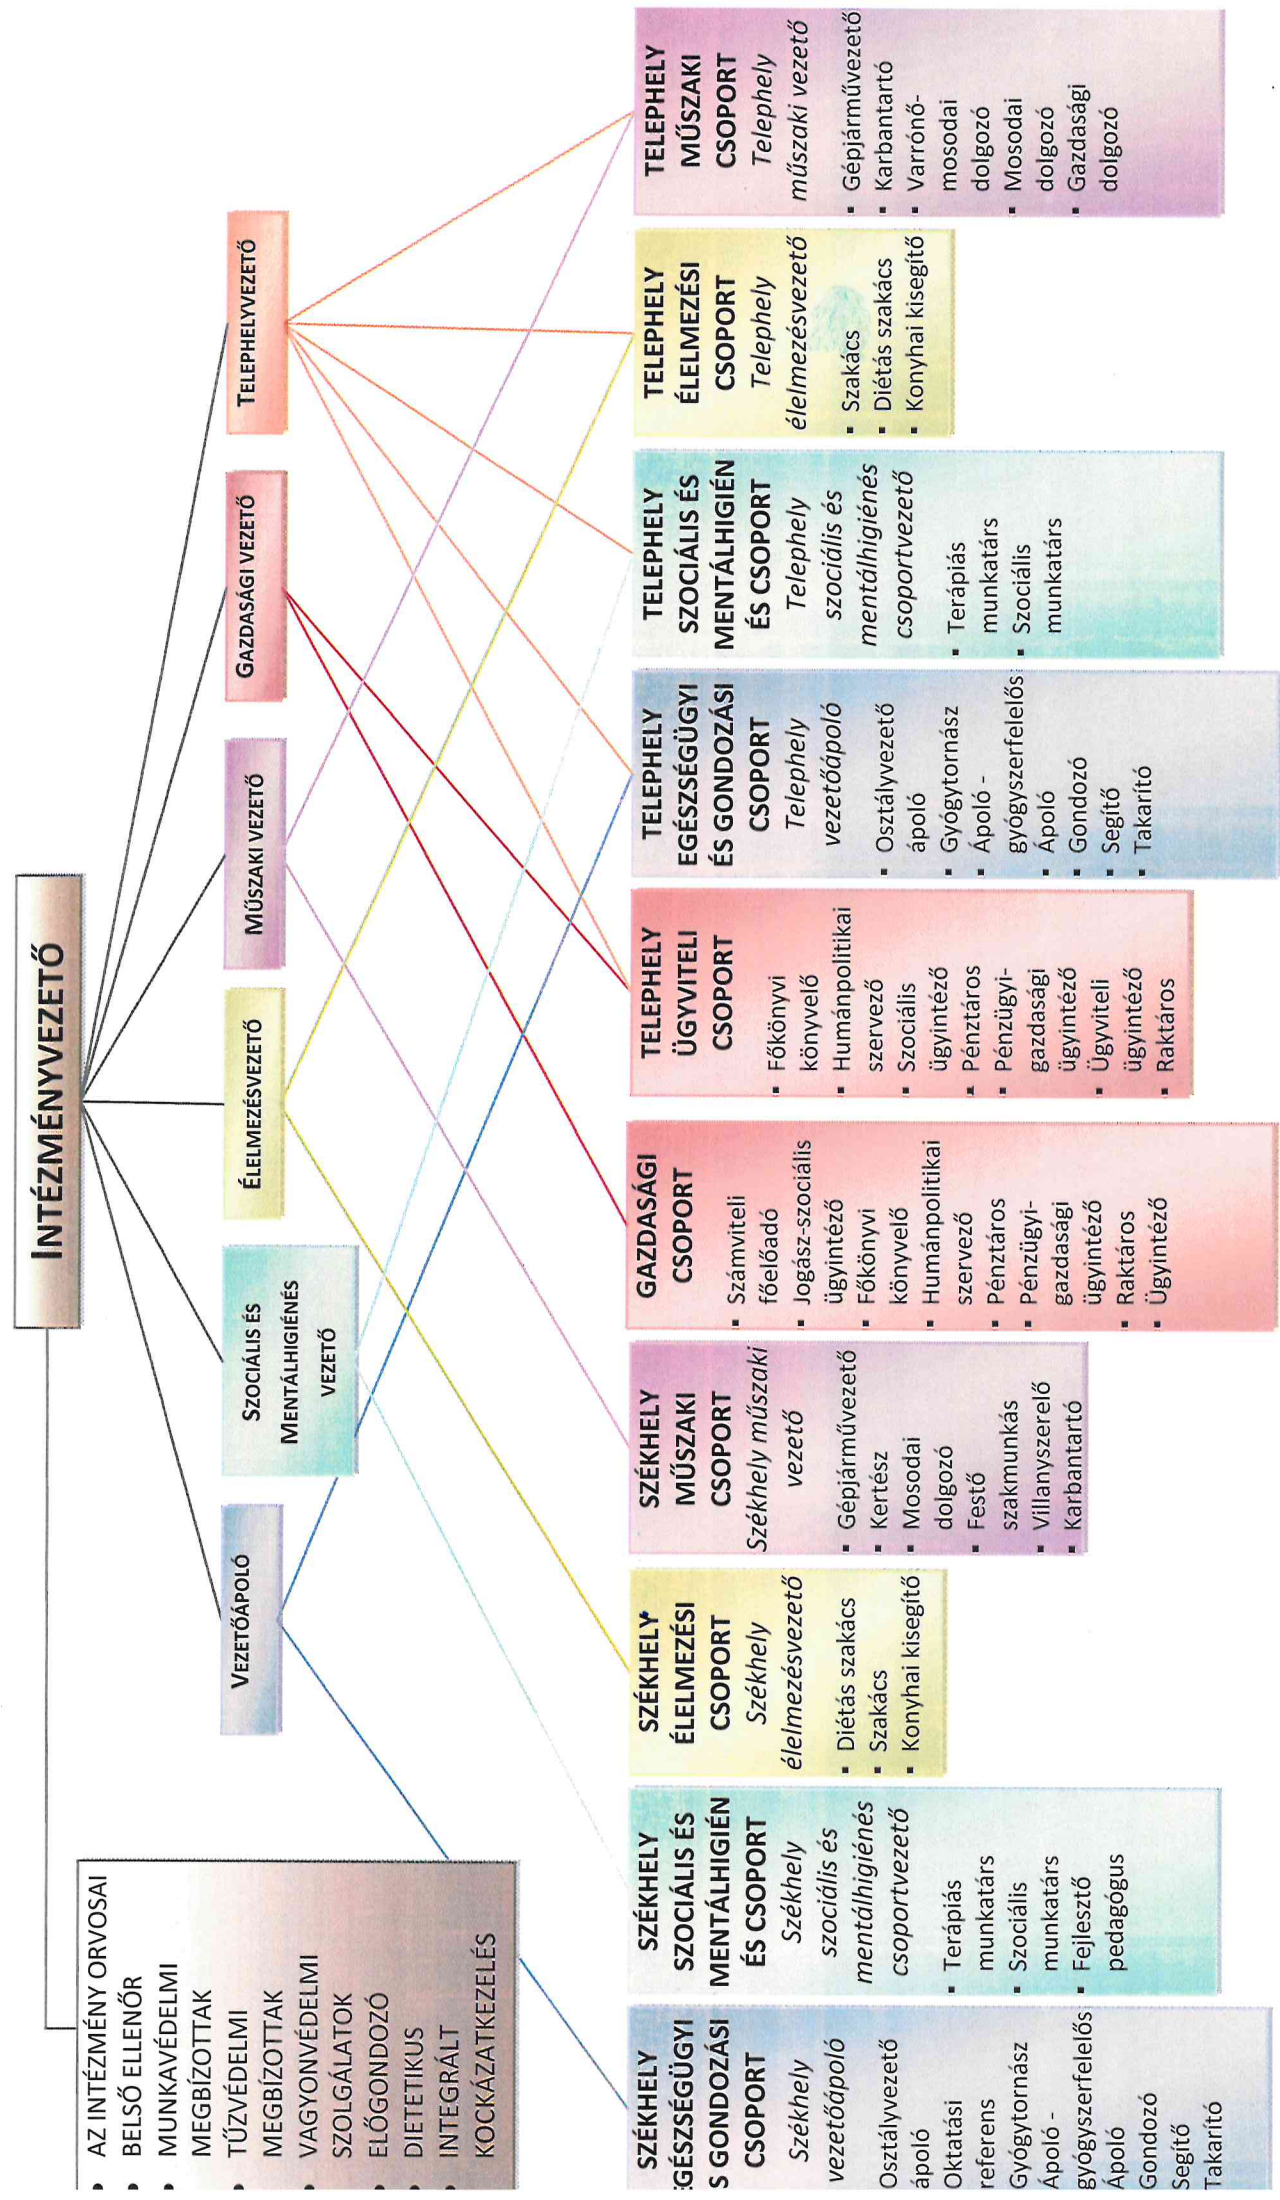 INTÉZMÉNYVEZETŐ
AZ INTÉZMÉNY ORVOSAI
BELSŐ ELLENŐR
MUNKAVÉDELMI
MEGBÍZOTTAK
TŰZVÉDELMI
MEGBÍZOTTAK
VAGYONVÉDELMI
SZOLGÁLATOK
ELŐGONDOZÓ
DIETETIKUS
INTEGRÁLT
KOCKÁZATKEZELÉS
VEZETŐÁPOLÓ
SZOCIÁLIS ÉS
MENTÁLHIGIÉNÉS
VEZETŐ
ÉLELMEZÉSVEZETŐ
MŰSZAKI VEZETŐ
GAZDASÁGI VEZETŐ
TELEPHELYVEZETŐ
SZÉKHELY
EGÉSZSÉGÜGYI
S GONDOZÁSI
CSOPORT
Székhely
vezetőápoló
Osztályvezető
ápoló
Oktatási
referens
Gyógytornász
Ápoló -
gyógyszerfelelős
Ápoló
Gondozó
Segítő
Takarító
SZÉKHELY
SZOCIÁLIS ÉS
MENTÁLHIGIÉN
ÉS CSOPORT
Székhely
szociális és
mentálhigiénés
csoportvezető
▪ Terápiás
munkatárs
▪ Szociális
munkatárs
▪ Fejlesztő
pedagógus
SZÉKHELY
ÉLELMEZÉSI
CSOPORT
Székhely
élelmezésvezető
▪ Diétás szakács
▪ Szakács
▪ Konyhai kisegítő
SZÉKHELY
MŰSZAKI
CSOPORT
Székhely műszaki
vezető
▪ Gépjárművezető
▪ Kertész
▪ Mosodai
dolgozó
▪ Festő
szakmunkás
▪ Villanyszerelő
▪ Karbantartó
GAZDASÁGI
CSOPORT
▪ Számviteli
főelőadó
▪ Jogász-szociális
ügyintéző
▪ Főkönyvi
könyvelő
▪ Humánpolitikai
szervező
▪ Pénztáros
▪ Pénzügyi-
gazdasági
ügyintéző
▪ Raktáros
▪ Ügyintéző
TELEPHELY
ÜGYVITELI
CSOPORT
▪ Főkönyvi
könyvelő
▪ Humánpolitikai
szervező
▪ Szociális
ügyintéző
▪ Pénztáros
▪ Pénzügyi-
gazdasági
ügyintéző
▪ Ügyviteli
ügyintéző
▪ Raktáros
TELEPHELY
EGÉSZSÉGÜGYI
ÉS GONDOZÁSI
CSOPORT
Telephely
vezetőápoló
▪ Osztályvezető
ápoló
▪ Gyógytornász
▪ Ápoló -
gyógyszerfelelős
▪ Ápoló
▪ Gondozó
▪ Segítő
▪ Takarító
TELEPHELY
SZOCIÁLIS ÉS
MENTÁLHIGIÉN
ÉS CSOPORT
Telephely
szociális és
mentálhigiénés
csoportvezető
▪ Terápiás
munkatárs
▪ Szociális
munkatárs
TELEPHELY
ÉLELMEZÉSI
CSOPORT
Telephely
élelmezésvezető
▪ Szakács
▪ Diétás szakács
▪ Konyhai kisegítő
TELEPHELY
MŰSZAKI
CSOPORT
Telephely
műszaki vezető
▪ Gépjárművezető
▪ Karbantartó
▪ Varrónő-
mosodai
dolgozó
▪ Mosodai
dolgozó
▪ Gazdasági
dolgozó